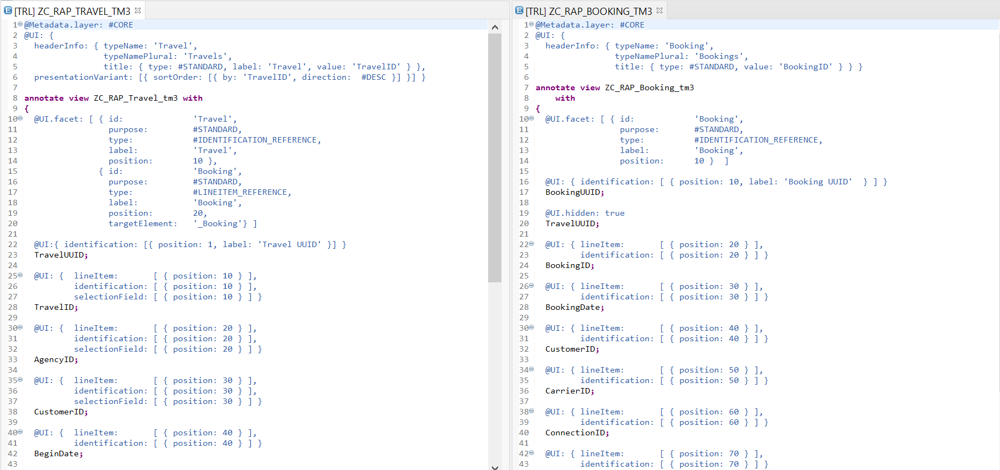 [TRL] ZC_RAP_TRAVEL_TM3
1 @Metadata.layer: #CORE
2 @UI: {
3   headerInfo: { typeName: 'Travel',
4                 typeNamePlural: 'Travels',
5                 title: { type: #STANDARD, label: 'Travel', value: 'TravelID' } },
6   presentationVariant: [{ sortOrder: [{ by: 'TravelID', direction:  #DESC }] }] }
7
8 annotate view ZC_RAP_Travel_tm3 with
9 {
10   @UI.facet: [ { id:              'Travel',
11                  purpose:         #STANDARD,
12                  type:            #IDENTIFICATION_REFERENCE,
13                  label:           'Travel',
14                  position:        10 },
15                { id:              'Booking',
16                  purpose:         #STANDARD,
17                  type:            #LINEITEM_REFERENCE,
18                  label:           'Booking',
19                  position:        20,
20                  targetElement:   '_Booking'} ]
21
22   @UI:{ identification: [{ position: 1, label: 'Travel UUID' }] }
23   TravelUUID;
24
25   @UI: {  lineItem:       [ { position: 10 } ],
26           identification: [ { position: 10 } ],
27           selectionField: [ { position: 10 } ] }
28   TravelID;
29
30   @UI: {  lineItem:       [ { position: 20 } ],
31           identification: [ { position: 20 } ],
32           selectionField: [ { position: 20 } ] }
33   AgencyID;
34
35   @UI: {  lineItem:       [ { position: 30 } ],
36           identification: [ { position: 30 } ],
37           selectionField: [ { position: 30 } ] }
38   CustomerID;
39
40   @UI: {  lineItem:       [ { position: 40 } ],
41           identification: [ { position: 40 } ] }
42   BeginDate;
43
[TRL] ZC_RAP_BOOKING_TM3
1 @Metadata.layer: #CORE
2 @UI: {
3   headerInfo: { typeName: 'Booking',
4                 typeNamePlural: 'Bookings',
5                 title: { type: #STANDARD, value: 'BookingID' } } }
6
7 annotate view ZC_RAP_Booking_tm3
8     with
9 {
10   @UI.facet: [ { id:            'Booking',
11                  purpose:       #STANDARD,
12                  type:          #IDENTIFICATION_REFERENCE,
13                  label:         'Booking',
14                  position:      10 }  ]
15
16   @UI: { identification: [ { position: 10, label: 'Booking UUID'  } ] }
17   BookingUUID;
18
19   @UI.hidden: true
20   TravelUUID;
21
22   @UI: { lineItem:       [ { position: 20 } ],
23          identification: [ { position: 20 } ] }
24   BookingID;
25
26   @UI: { lineItem:       [ { position: 30 } ],
27          identification: [ { position: 30 } ] }
28   BookingDate;
29
30   @UI: { lineItem:       [ { position: 40 } ],
31          identification: [ { position: 40 } ] }
32   CustomerID;
33
34   @UI: { lineItem:       [ { position: 50 } ],
35          identification: [ { position: 50 } ] }
36   CarrierID;
37
38   @UI: { lineItem:       [ { position: 60 } ],
39          identification: [ { position: 60 } ] }
40   ConnectionID;
41
42   @UI: { lineItem:       [ { position: 70 } ],
43          identification: [ { position: 70 } ] }